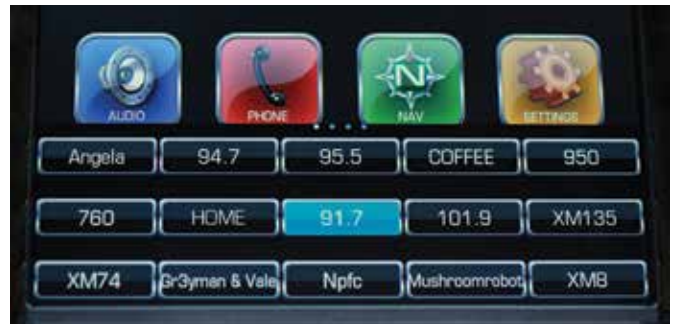 AUDIO PHONE N NAV SETTINGS
Angela 94.7 95.5 COFFEE 950
760 HOME 91.7 101.9 XM135
XM74 Gr3yman & Vale Npfc Mushroomrobot XM8